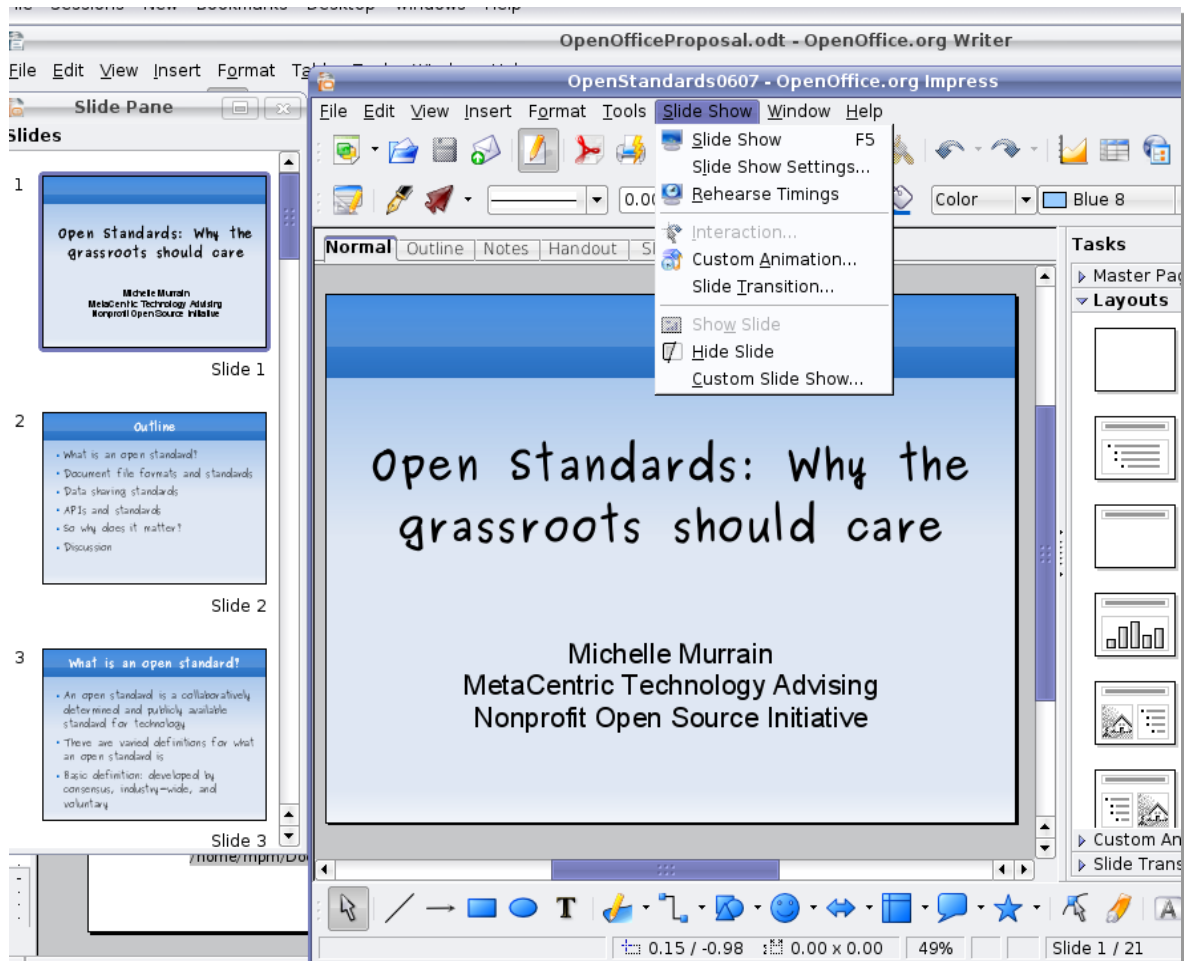 OpenOfficeProposal.odt - OpenOffice.org Writer
File Edit View Insert Format
OpenStandards0607 - OpenOffice.org Impress
Slide Pane
Slides
1
Open Standards: Why the
grassroots should care
Michelle Murrain
MetaCentric Technology Advising
Nonprofit Open Source Initiative
Slide 1
2
Outline
• What is an open standard?
• Document file formats and standards
• Data sharing standards
• APIs and standards
• So why does it matter?
• Discussion
Slide 2
3
What is an open standard?
• An open standard is a collaboratively
determined and publicly available
standard for technology
• There are varied definitions for what
an open standard is
• Basic definition: developed by
consensus, industry-wide, and
voluntary
Slide 3
File Edit View Insert Format Tools Slide Show Window Help
Slide Show F5
Slide Show Settings...
Rehearse Timings
Interaction...
Custom Animation...
Slide Transition...
Show Slide
Hide Slide
Custom Slide Show...
0.00
Color Blue 8
Normal Outline Notes Handout
Open Standards: Why the
grassroots should care
Michelle Murrain
MetaCentric Technology Advising
Nonprofit Open Source Initiative
Tasks
Master Pa
Layouts
Custom An
Slide Trans
/home/mpm/Do
T
A
0.15 / -0.98 0.00 x 0.00 49% Slide 1 / 21